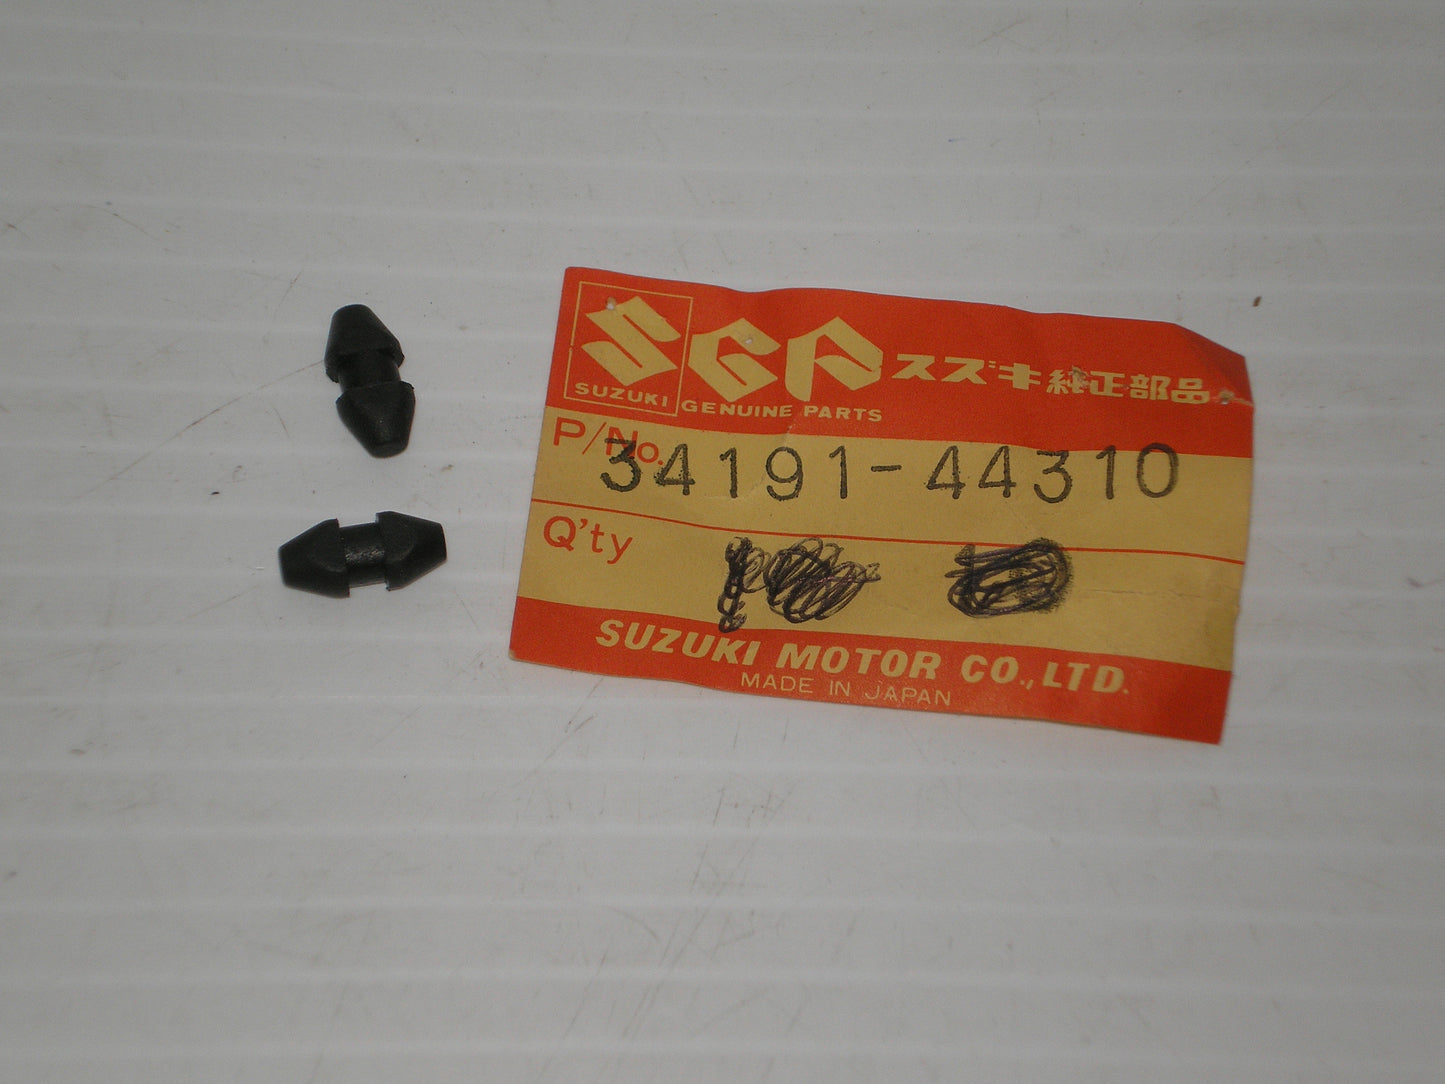 SGP スズキ純正部品
SUZUKI GENUINE PARTS
P/No. 34191-44310
Q'ty
SUZUKI MOTOR CO., LTD.
MADE IN JAPAN